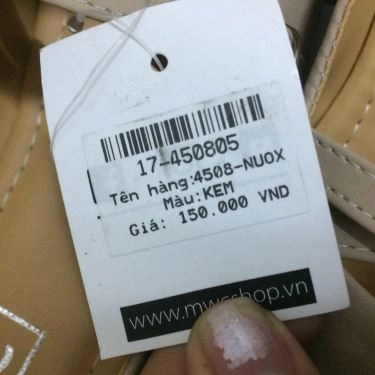 17-450805
Tên hàng:4508-NUOX
Màu:KEM
Giá: 150.000 VND
www.mwcshop.vn